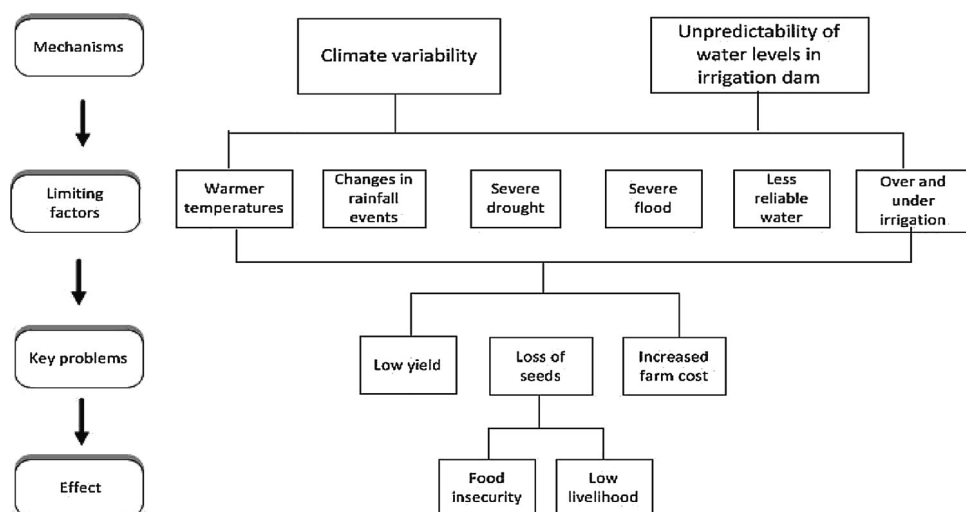 Mechanisms
Climate variability
Unpredictability of
water levels in
irrigation dam
Limiting
factors
Warmer
temperatures
Changes in
rainfall
events
Severe
drought
Severe
flood
Less
reliable
water
Over and
under
irrigation
Key problems
Low yield
Loss of
seeds
Increased
farm cost
Effect
Food
insecurity
Low
livelihood